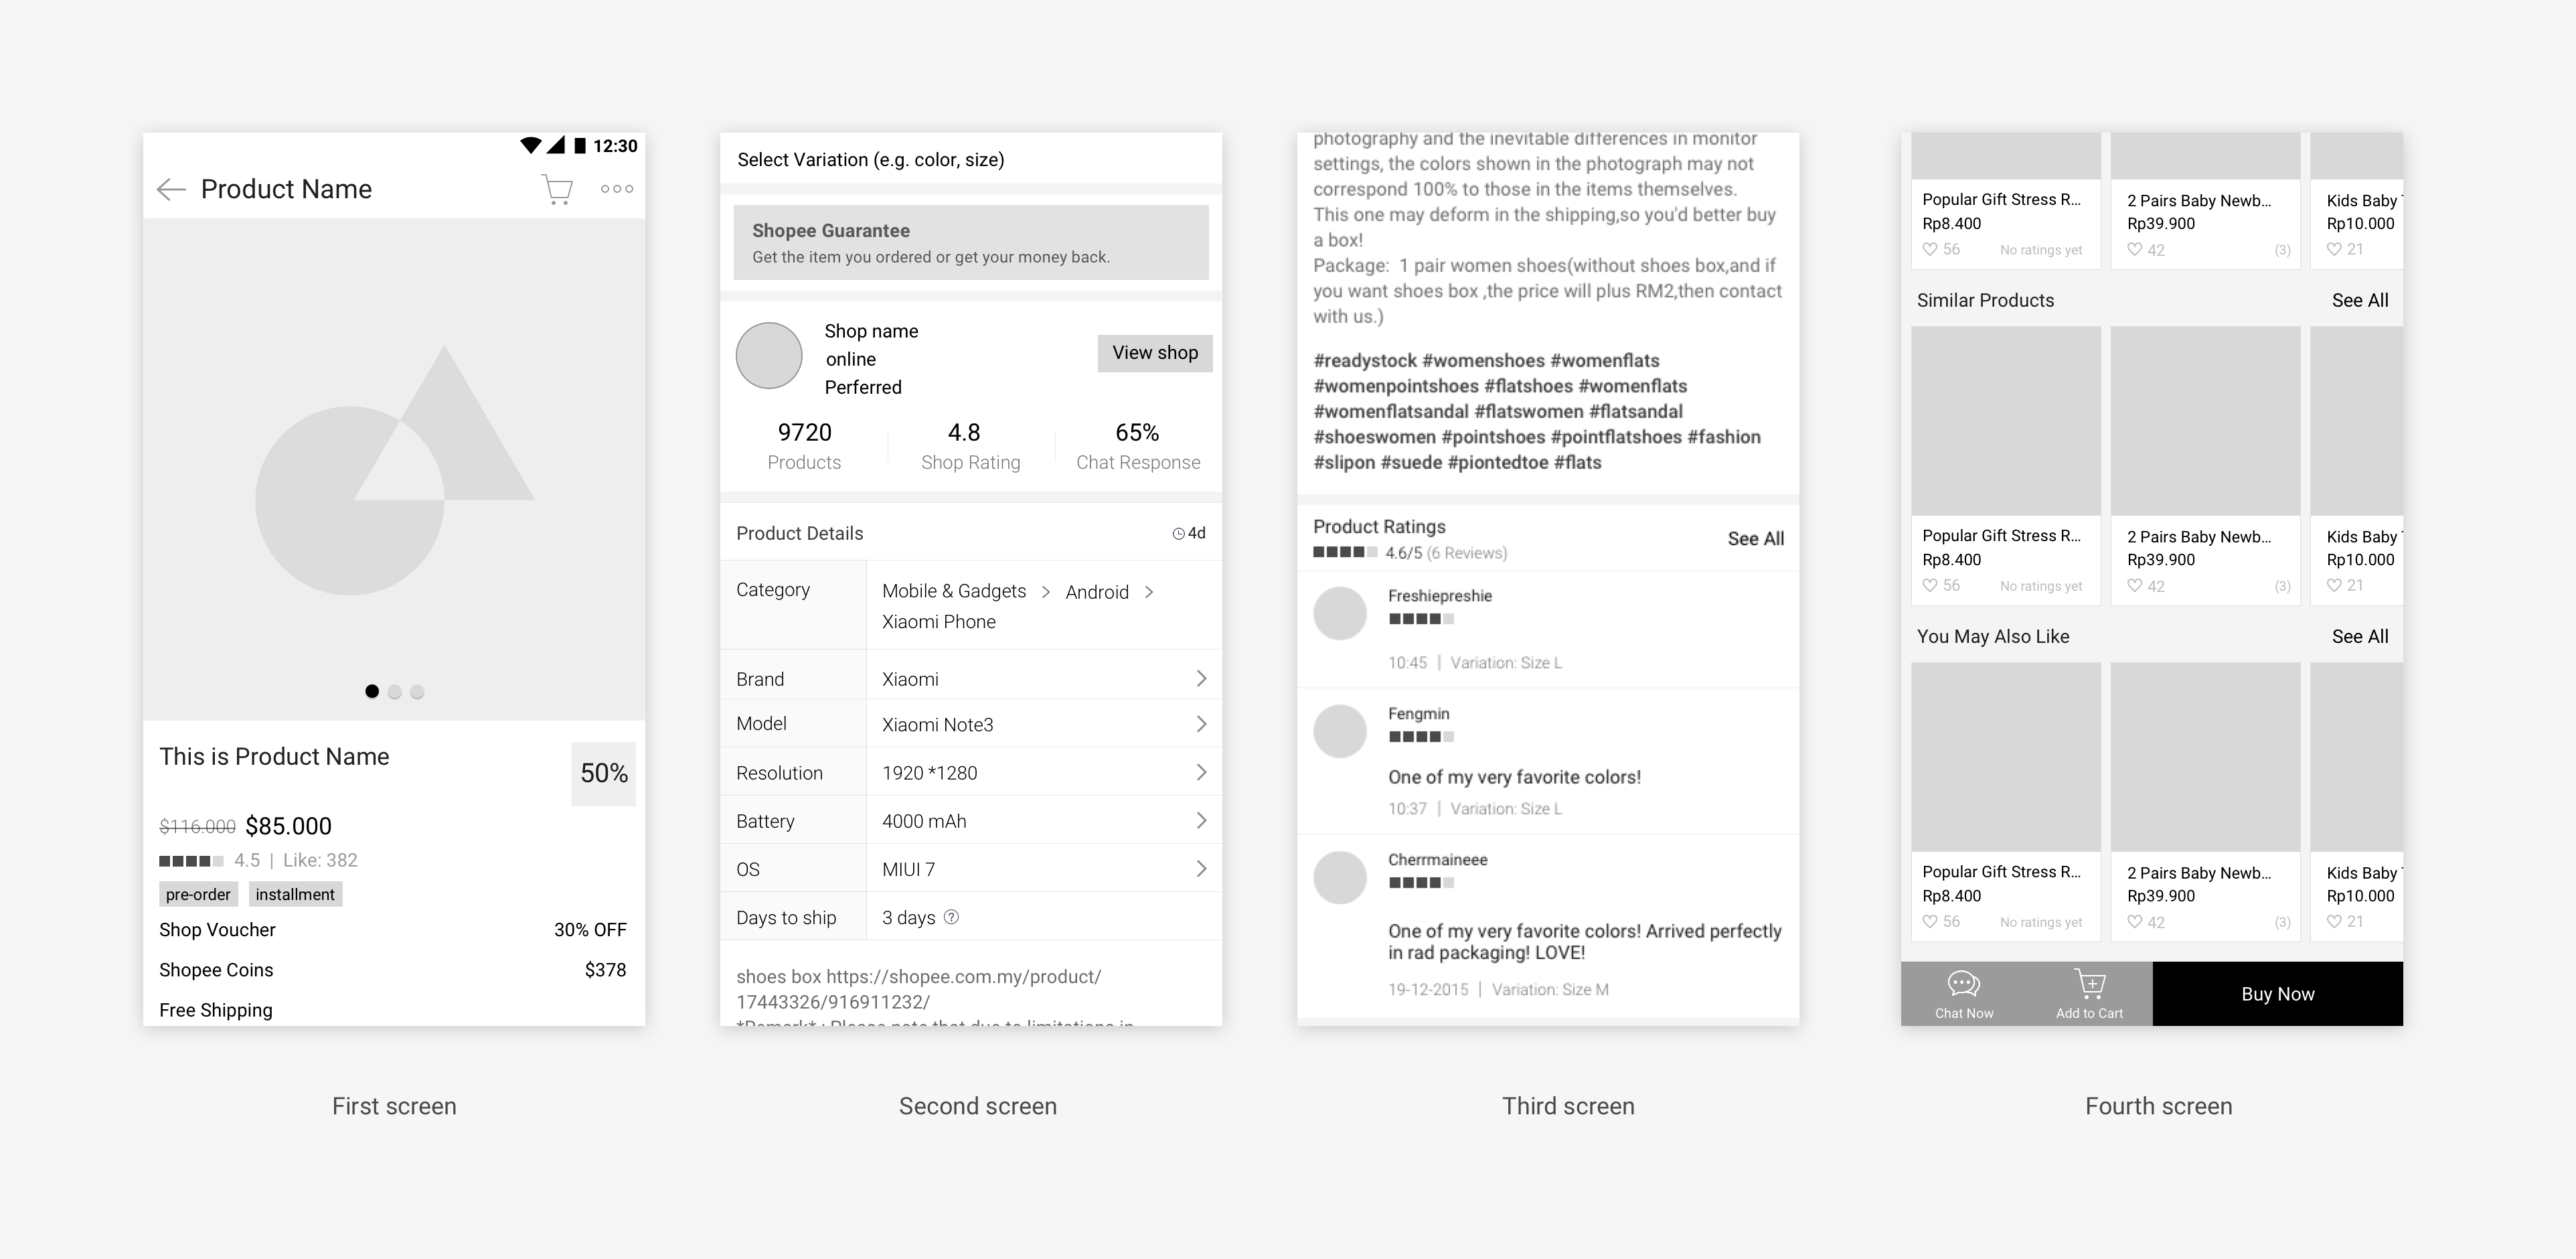 12:30
Product Name
This is Product Name
50%
$116.000 $85.000
4.5 | Like: 382
pre-order installment
Shop Voucher 30% OFF
Shopee Coins $378
Free Shipping
First screen
Select Variation (e.g. color, size)
Shopee Guarantee
Get the item you ordered or get your money back.
Shop name
online
Perferred
View shop
9720 4.8 65%
Products Shop Rating Chat Response
Product Details 4d
Category Mobile & Gadgets > Android >
Xiaomi Phone
Brand Xiaomi
Model Xiaomi Note3
Resolution 1920 *1280
Battery 4000 mAh
OS MIUI 7
Days to ship 3 days ?
shoes box https://shopee.com.my/product/
17443326/916911232/
*Remark* : Please note that due to limitations in
Second screen
photography and the inevitable differences in monitor
settings, the colors shown in the photograph may not
correspond 100% to those in the items themselves.
This one may deform in the shipping,so you'd better buy
a box!
Package: 1 pair women shoes(without shoes box,and if
you want shoes box ,the price will plus RM2,then contact
with us.)
#readystock #womenshoes #womenflats
#womenpointshoes #flatshoes #womenflats
#womenflatsandal #flatswomen #flatsandal
#shoeswomen #pointshoes #pointflatshoes #fashion
#slipon #suede #piontedtoe #flats
Product Ratings
4.6/5 (6 Reviews)
See All
Freshiepreshie
10:45 | Variation: Size L
Fengmin
One of my very favorite colors!
10:37 | Variation: Size L
Cherrmaineee
One of my very favorite colors! Arrived perfectly
in rad packaging! LOVE!
19-12-2015 | Variation: Size M
Third screen
Popular Gift Stress R... 2 Pairs Baby Newb... Kids Baby
Rp8.400 Rp39.900 Rp10.000
56 No ratings yet 42 (3) 21
Similar Products See All
Popular Gift Stress R... 2 Pairs Baby Newb... Kids Baby
Rp8.400 Rp39.900 Rp10.000
56 No ratings yet 42 (3) 21
You May Also Like See All
Popular Gift Stress R... 2 Pairs Baby Newb... Kids Baby
Rp8.400 Rp39.900 Rp10.000
56 No ratings yet 42 (3) 21
Chat Now Add to Cart Buy Now
Fourth screen